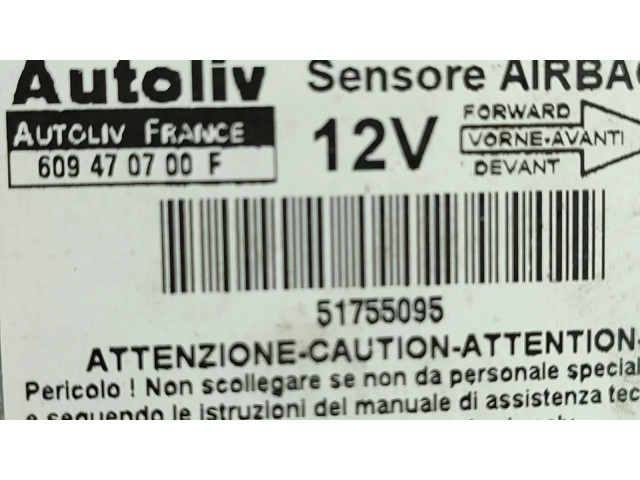 Autoliv Sensore AIRBAG
AUTOLIV FRANCE
609 47 07 00 F
12V
FORWARD
VORNE-AVANTI
DEVANT
51755095
ATTENZIONE-CAUTION-ATTENTION-
Pericolo ! Non scollegare se non da personale special
e seguendo le istruzioni del manuale di assistenza tec